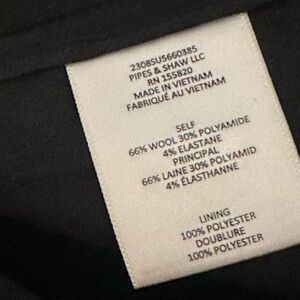 2308SU5660385
PIPES & SHAW LLC
RN 155820
MADE IN VIETNAM
FABRIQUÉ AU VIETNAM
SELF
66% WOOL 30% POLYAMIDE
4% ELASTANE
PRINCIPAL
66% LAINE 30% POLYAMID
4% ÉLASTHANNE
LINING
100% POLYESTER
DOUBLURE
100% POLYESTER